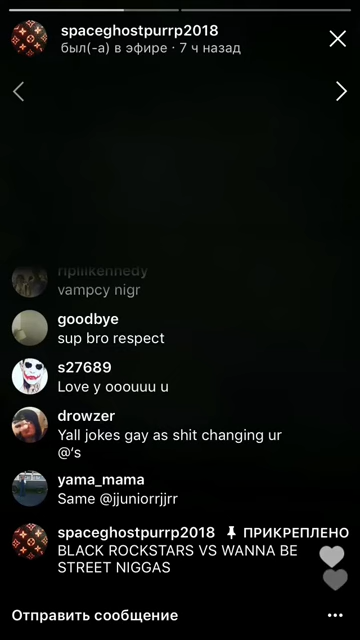 spaceghostpurrp2018
был(-а) в эфире · 7 ч назад
riplilkennedy
vampcy nigr
goodbye
sup bro respect
s27689
Love y ooouuu u
drowzer
Yall jokes gay as shit changing ur
@'s
yama_mama
Same @jjuniorrjjrr
spaceghostpurrp2018 ПРИКРЕПЛЕНО
BLACK ROCKSTARS VS WANNA BE
STREET NIGGAS
Отправить сообщение